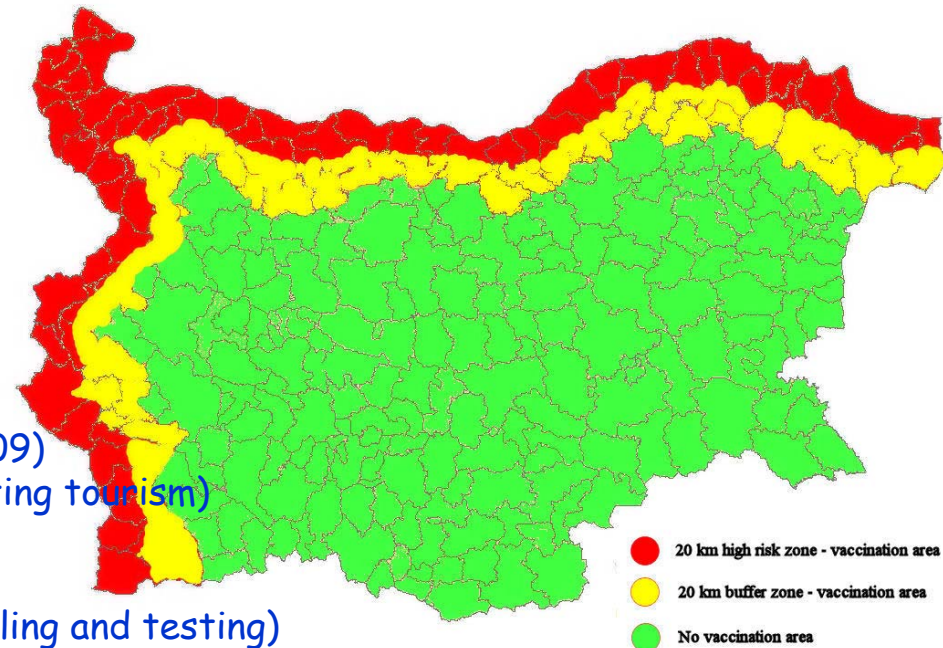 09)
ting tourism)
20 km high risk zone - vaccination area
20 km buffer zone - vaccination area
ling and testing)
No vaccination area